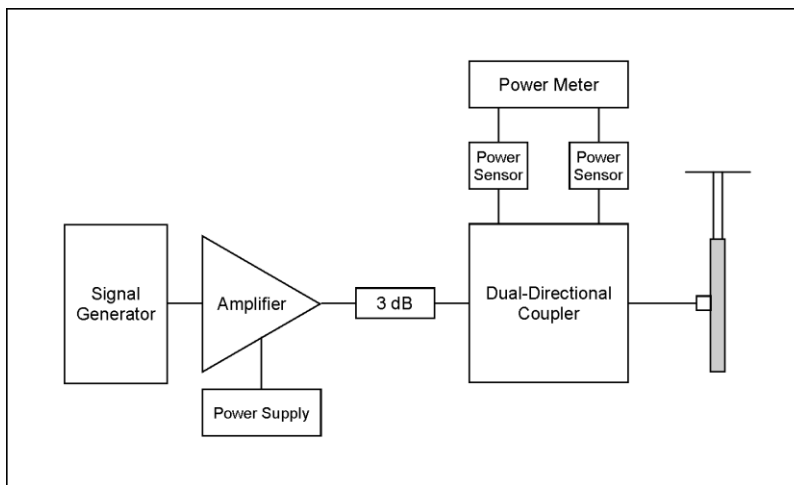 Power Meter
Power
Sensor
Power
Sensor
Signal
Generator
Amplifier
3 dB
Dual-Directional
Coupler
Power Supply